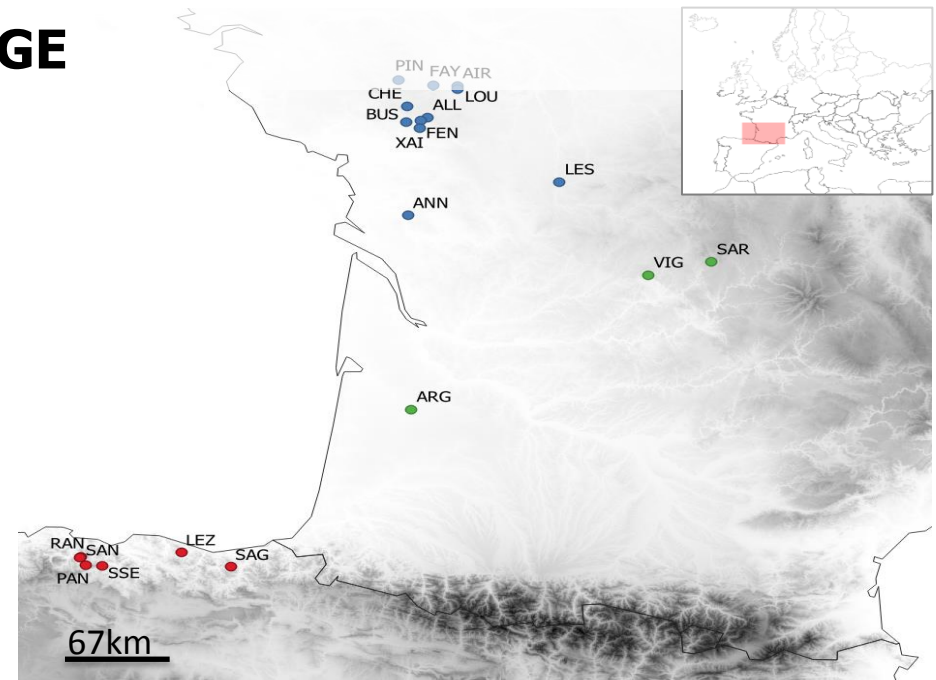 GE
PIN
FAY AIR
CHE
LOU
ALL
BUS
FEN
XAI
LES
ANN
SAR
VIG
ARG
RAN
SAN
LEZ
SAG
PAN
SSE
67km